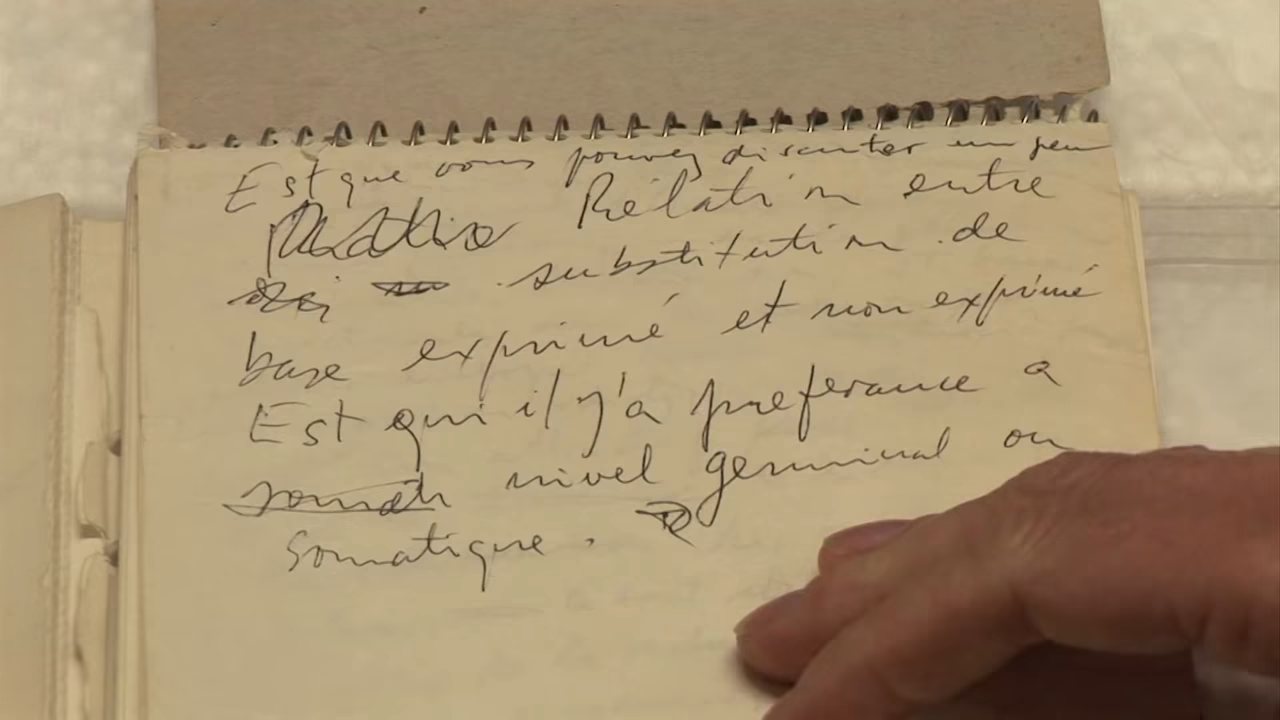 Est que vous pouvez discuter un peu
Rélation entre
substitution de
base exprimé et non exprimé
Est qui il y'a preferance a
nivel germinal ou
somatique.